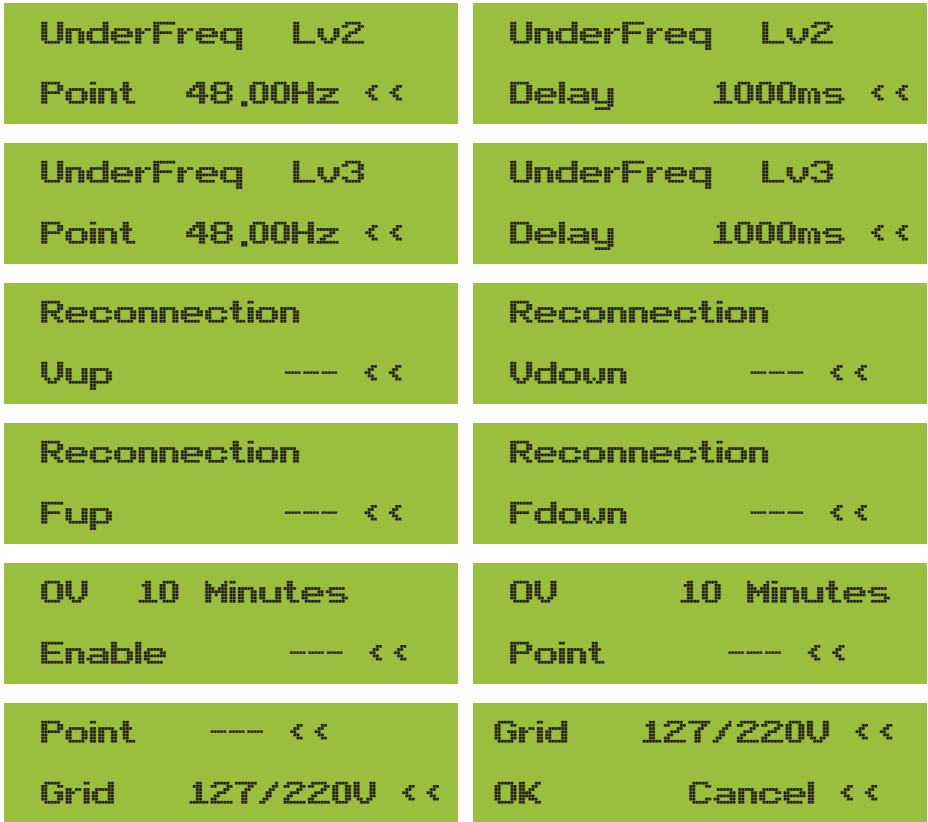 UnderFreq Lv2
Point 48.00Hz <<
UnderFreq Lv2
Delay 1000ms <<
UnderFreq Lv3
Point 48.00Hz <<
UnderFreq Lv3
Delay 1000ms <<
Reconnection
Vup --- <<
Reconnection
Vdown --- <<
Reconnection
Fup --- <<
Reconnection
Fdown --- <<
OV 10 Minutes
Enable --- <<
OV 10 Minutes
Point --- <<
Point --- <<
Grid 127/220V <<
Grid 127/220V <<
OK Cancel <<